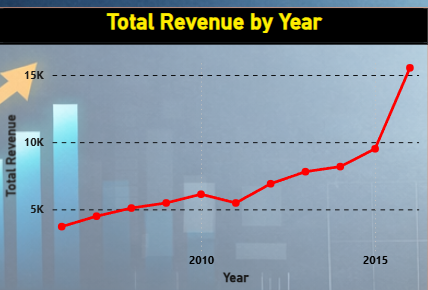 Total Revenue by Year
15K
10K
5K
Total Revenue
2010
2015
Year